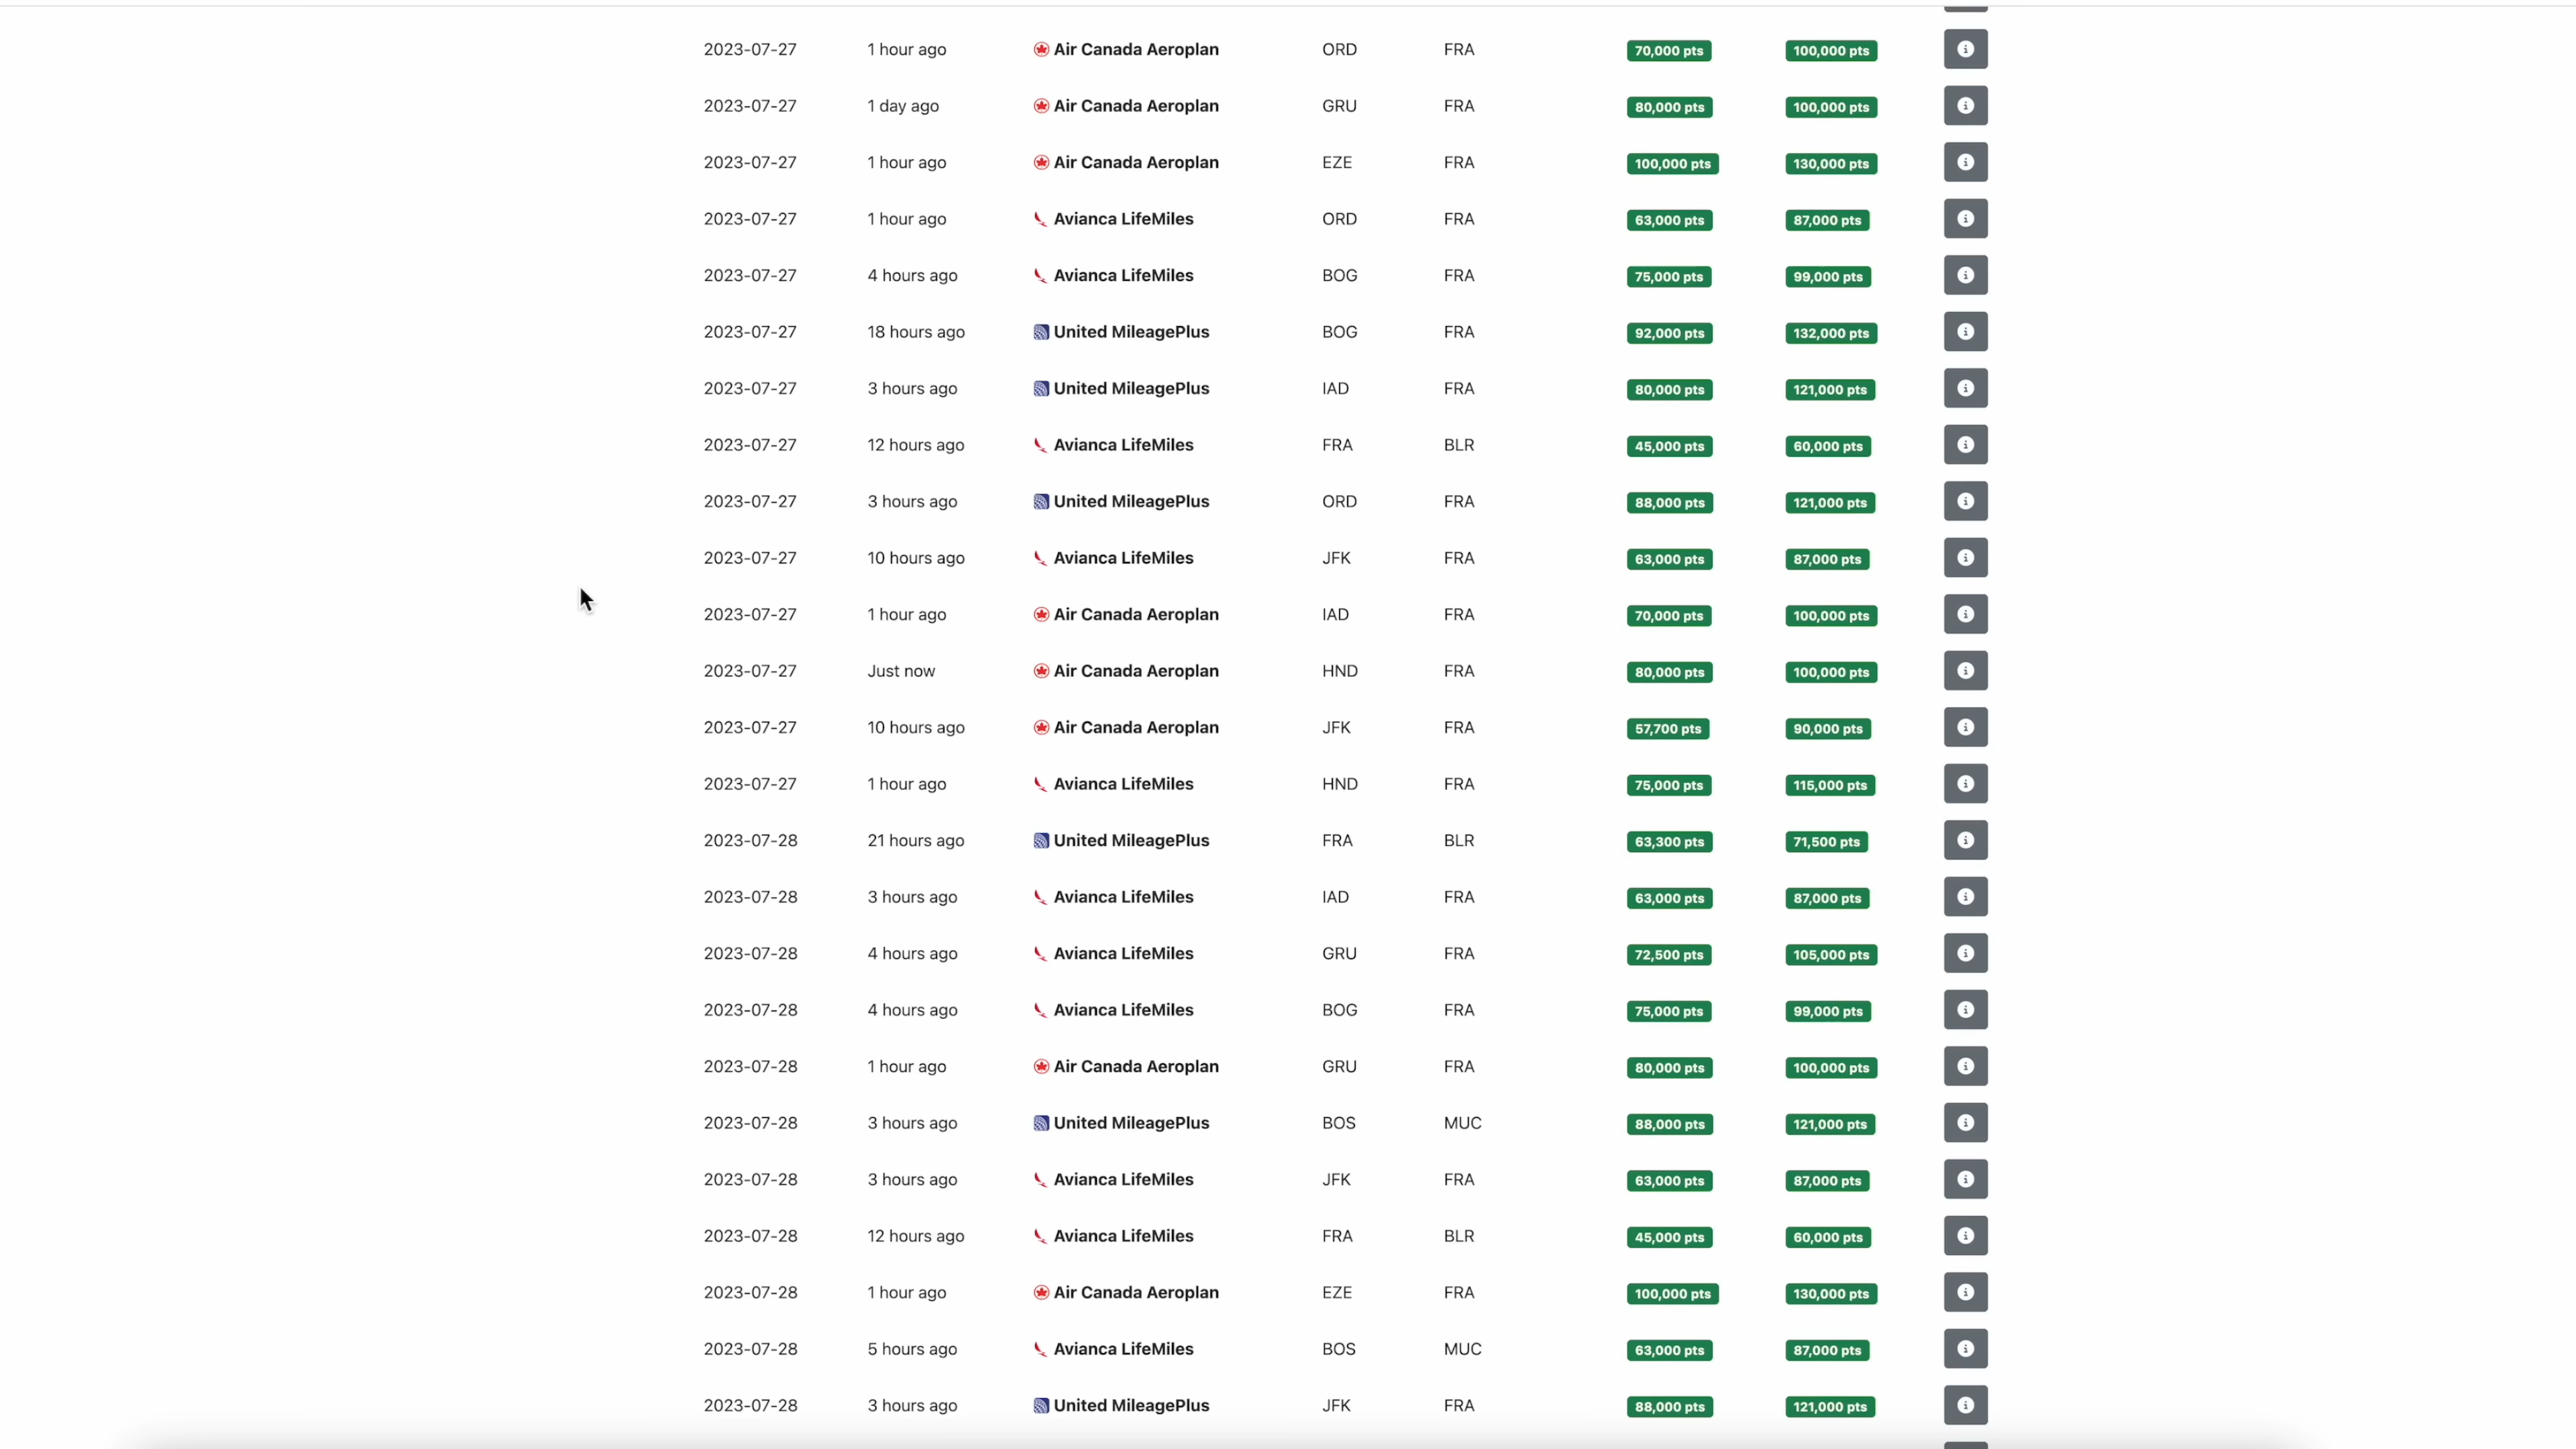 2023-07-27 1 hour ago Air Canada Aeroplan ORD FRA 70,000 pts 100,000 pts
2023-07-27 1 day ago Air Canada Aeroplan GRU FRA 80,000 pts 100,000 pts
2023-07-27 1 hour ago Air Canada Aeroplan EZE FRA 100,000 pts 130,000 pts
2023-07-27 1 hour ago Avianca LifeMiles ORD FRA 63,000 pts 87,000 pts
2023-07-27 4 hours ago Avianca LifeMiles BOG FRA 75,000 pts 99,000 pts
2023-07-27 18 hours ago United MileagePlus BOG FRA 92,000 pts 132,000 pts
2023-07-27 3 hours ago United MileagePlus IAD FRA 80,000 pts 121,000 pts
2023-07-27 12 hours ago Avianca LifeMiles FRA BLR 45,000 pts 60,000 pts
2023-07-27 3 hours ago United MileagePlus ORD FRA 88,000 pts 121,000 pts
2023-07-27 10 hours ago Avianca LifeMiles JFK FRA 63,000 pts 87,000 pts
2023-07-27 1 hour ago Air Canada Aeroplan IAD FRA 70,000 pts 100,000 pts
2023-07-27 Just now Air Canada Aeroplan HND FRA 80,000 pts 100,000 pts
2023-07-27 10 hours ago Air Canada Aeroplan JFK FRA 57,700 pts 90,000 pts
2023-07-27 1 hour ago Avianca LifeMiles HND FRA 75,000 pts 115,000 pts
2023-07-28 21 hours ago United MileagePlus FRA BLR 63,300 pts 71,500 pts
2023-07-28 3 hours ago Avianca LifeMiles IAD FRA 63,000 pts 87,000 pts
2023-07-28 4 hours ago Avianca LifeMiles GRU FRA 72,500 pts 105,000 pts
2023-07-28 4 hours ago Avianca LifeMiles BOG FRA 75,000 pts 99,000 pts
2023-07-28 1 hour ago Air Canada Aeroplan GRU FRA 80,000 pts 100,000 pts
2023-07-28 3 hours ago United MileagePlus BOS MUC 88,000 pts 121,000 pts
2023-07-28 3 hours ago Avianca LifeMiles JFK FRA 63,000 pts 87,000 pts
2023-07-28 12 hours ago Avianca LifeMiles FRA BLR 45,000 pts 60,000 pts
2023-07-28 1 hour ago Air Canada Aeroplan EZE FRA 100,000 pts 130,000 pts
2023-07-28 5 hours ago Avianca LifeMiles BOS MUC 63,000 pts 87,000 pts
2023-07-28 3 hours ago United MileagePlus JFK FRA 88,000 pts 121,000 pts